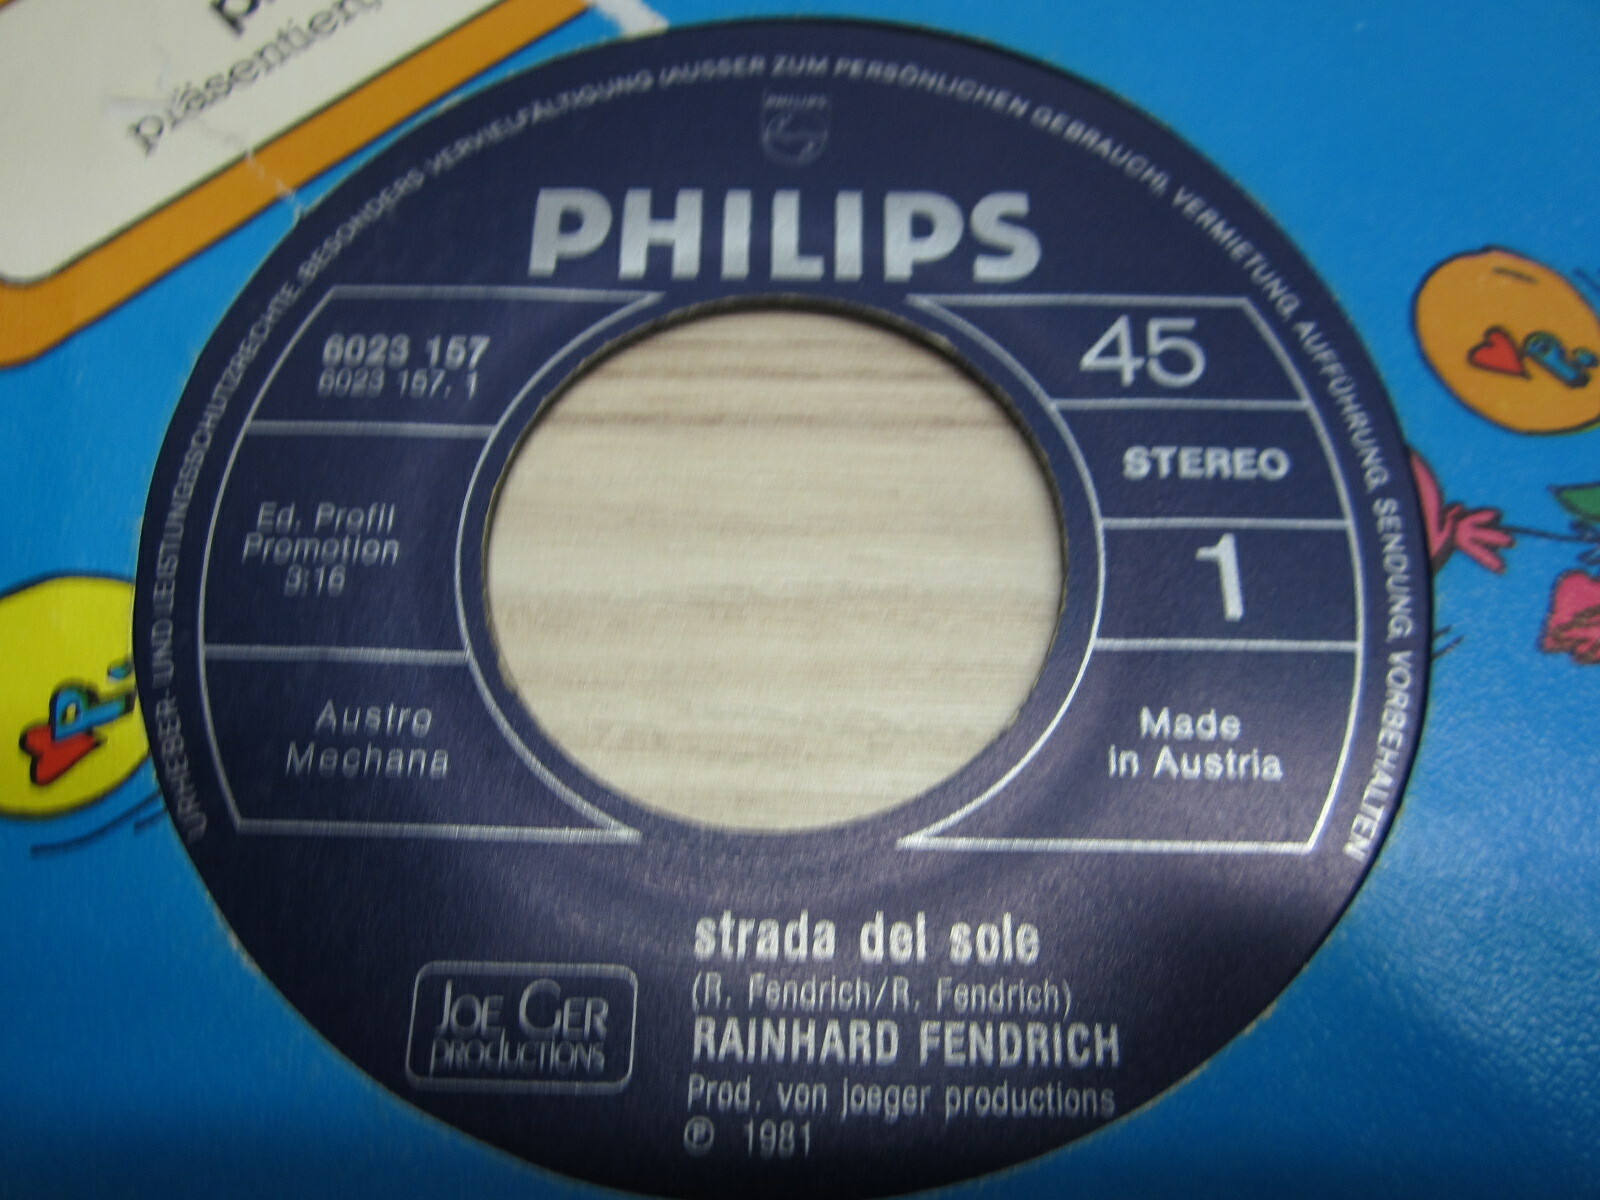 präsentieren
URHEBER- UND LEISTUNGSSCHUTZRECHTE, BESONDERS VERVIELFÄLTIGUNG (AUSSER ZUM PERSÖNLICHEN GEBRAUCH), VERMIETUNG, AUFFÜHRUNG, SENDUNG, VORBEHALTEN
PHILIPS
PHILIPS
6023 157
6023 157. 1
Ed. Profil
Promotion
3:16
Austro
Mechana
45
STEREO
1
Made
in Austria
strada del sole
(R. Fendrich/R. Fendrich)
RAINHARD FENDRICH
Prod. von joeger productions
Ⓟ 1981
JOE GER
PRODUCTIONS
P.
P.